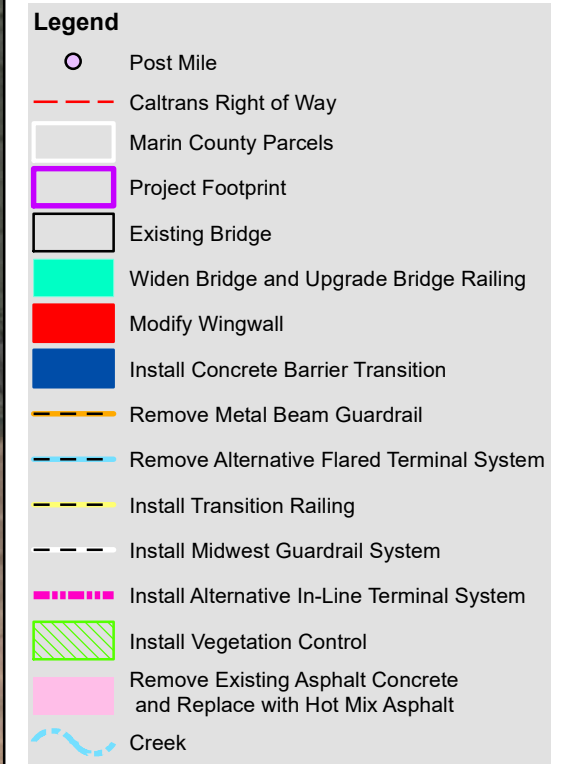 Legend
Post Mile
Caltrans Right of Way
Marin County Parcels
Project Footprint
Existing Bridge
Widen Bridge and Upgrade Bridge Railing
Modify Wingwall
Install Concrete Barrier Transition
Remove Metal Beam Guardrail
Remove Alternative Flared Terminal System
Install Transition Railing
Install Midwest Guardrail System
Install Alternative In-Line Terminal System
Install Vegetation Control
Remove Existing Asphalt Concrete
and Replace with Hot Mix Asphalt
Creek